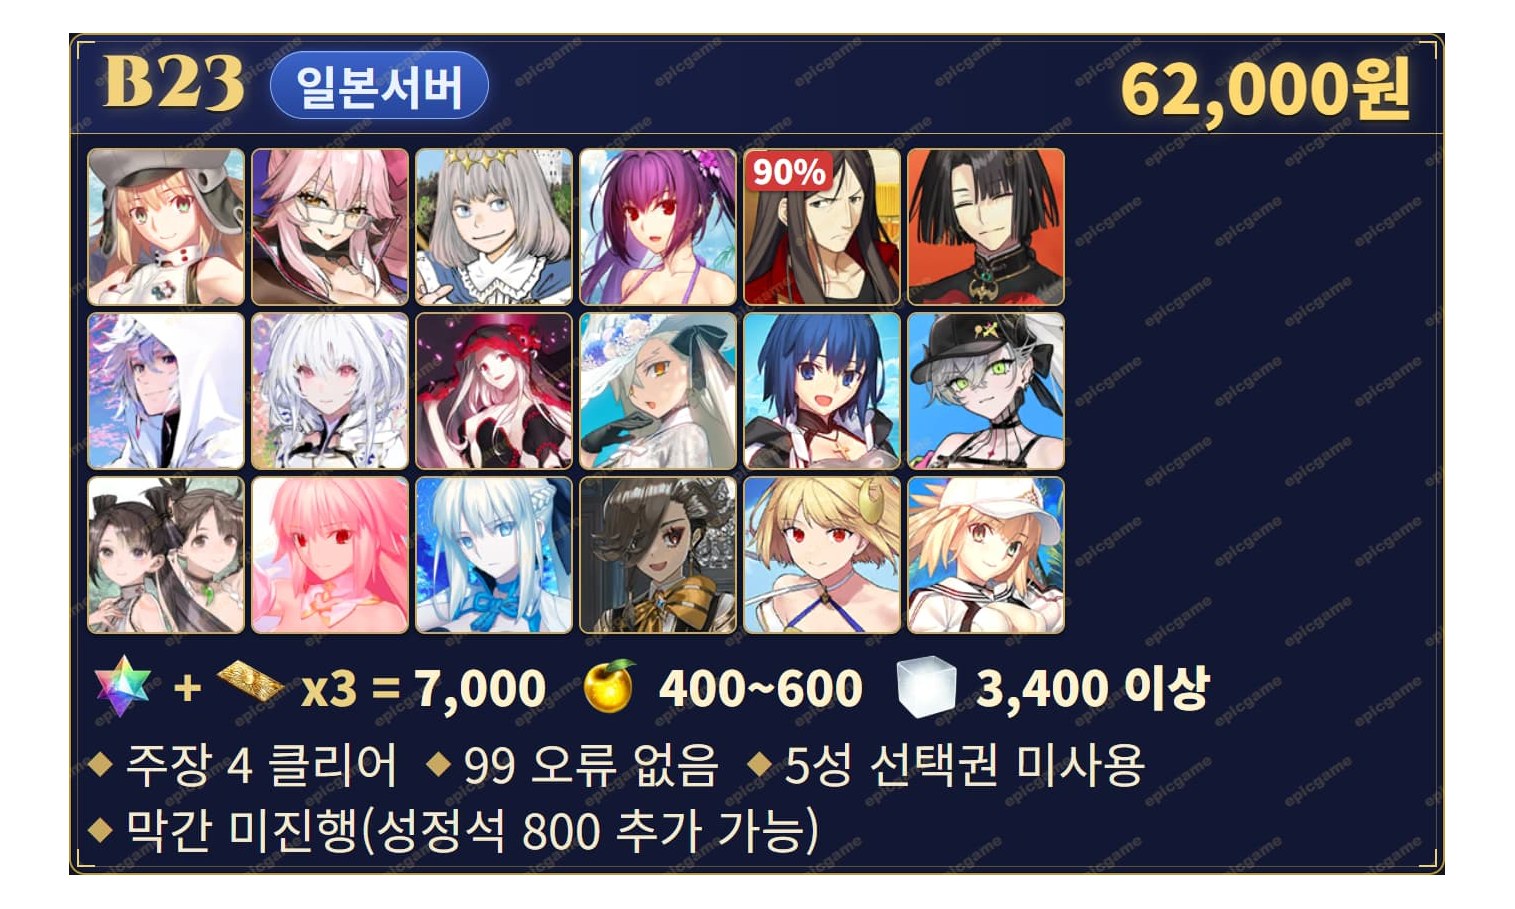 B23 일본서버 62,000원
90%
+ x3 = 7,000 400~600 3,400 이상
◆ 주장 4 클리어 ◆ 99 오류 없음 ◆ 5성 선택권 미사용
◆ 막간 미진행(성정석 800 추가 가능)
epicgame